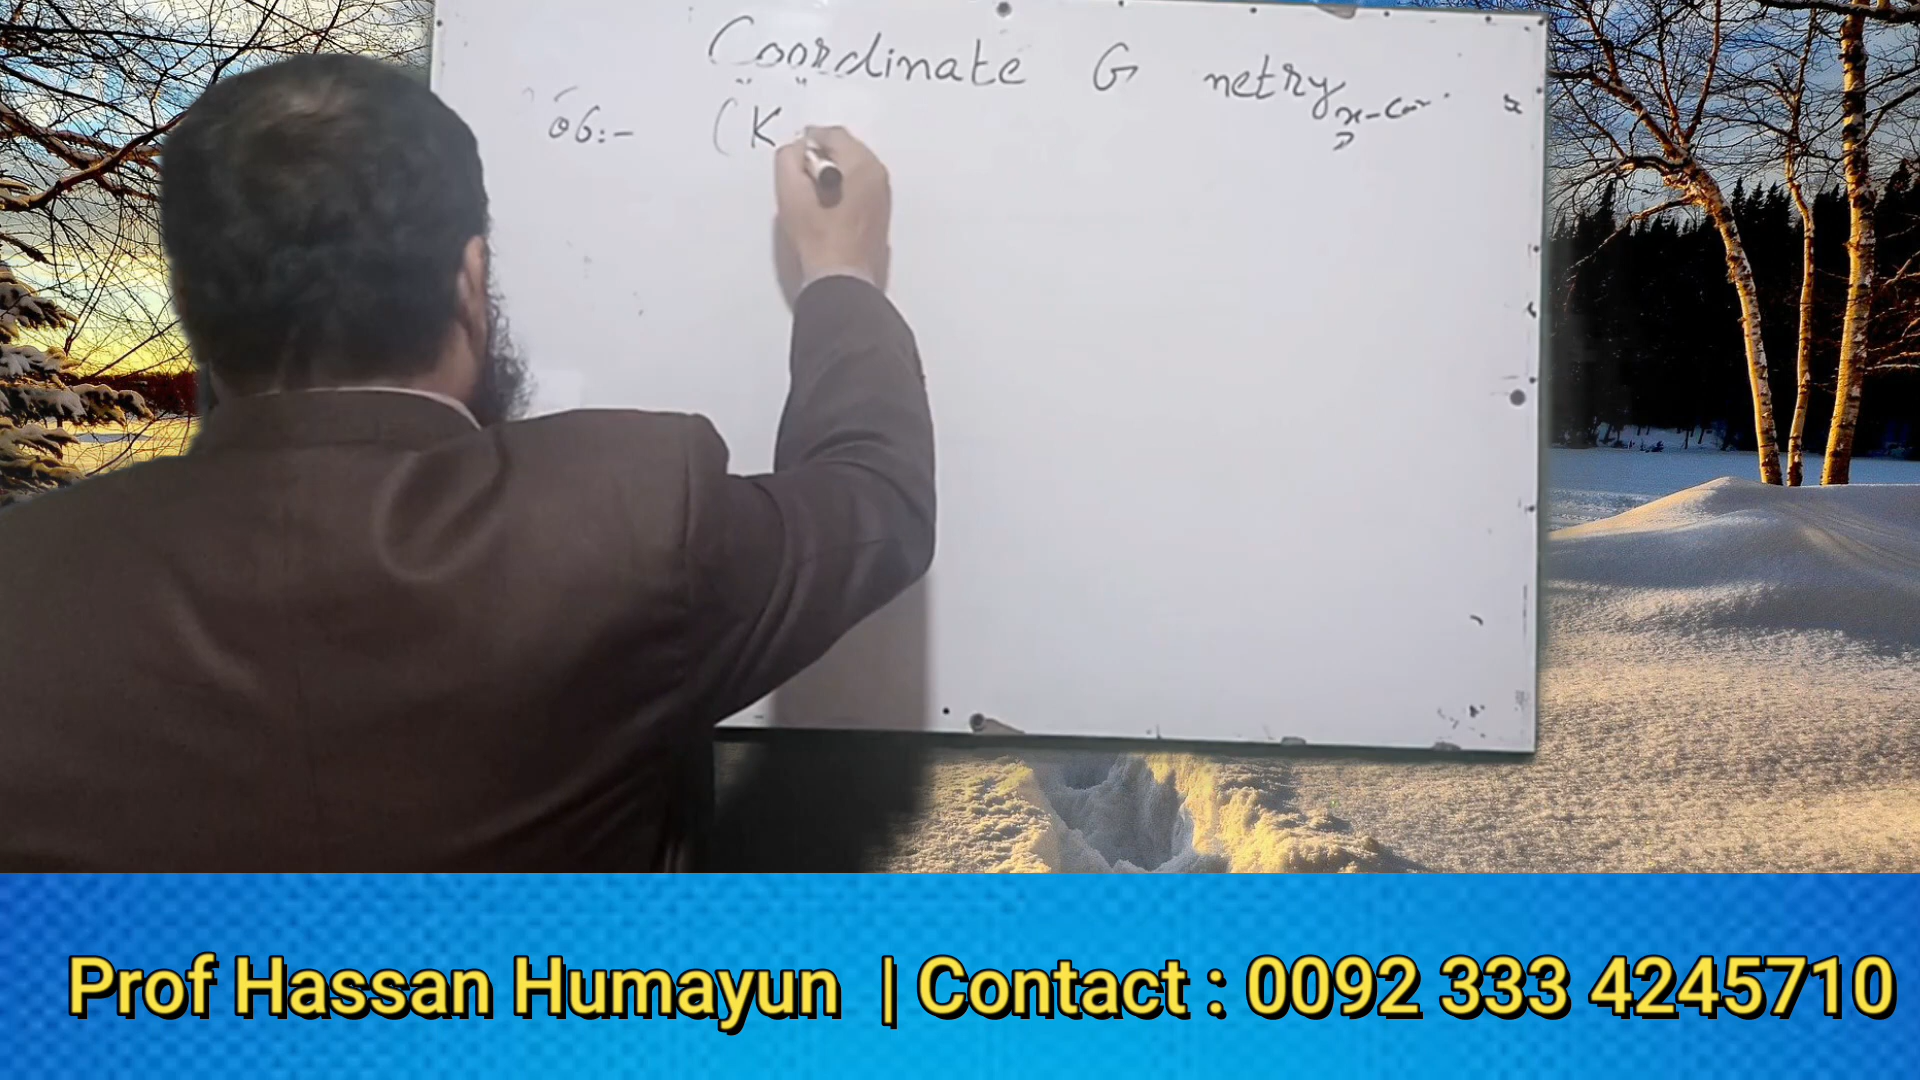 Coordinate G netry
06:- (K
Prof Hassan Humayun | Contact : 0092 333 4245710